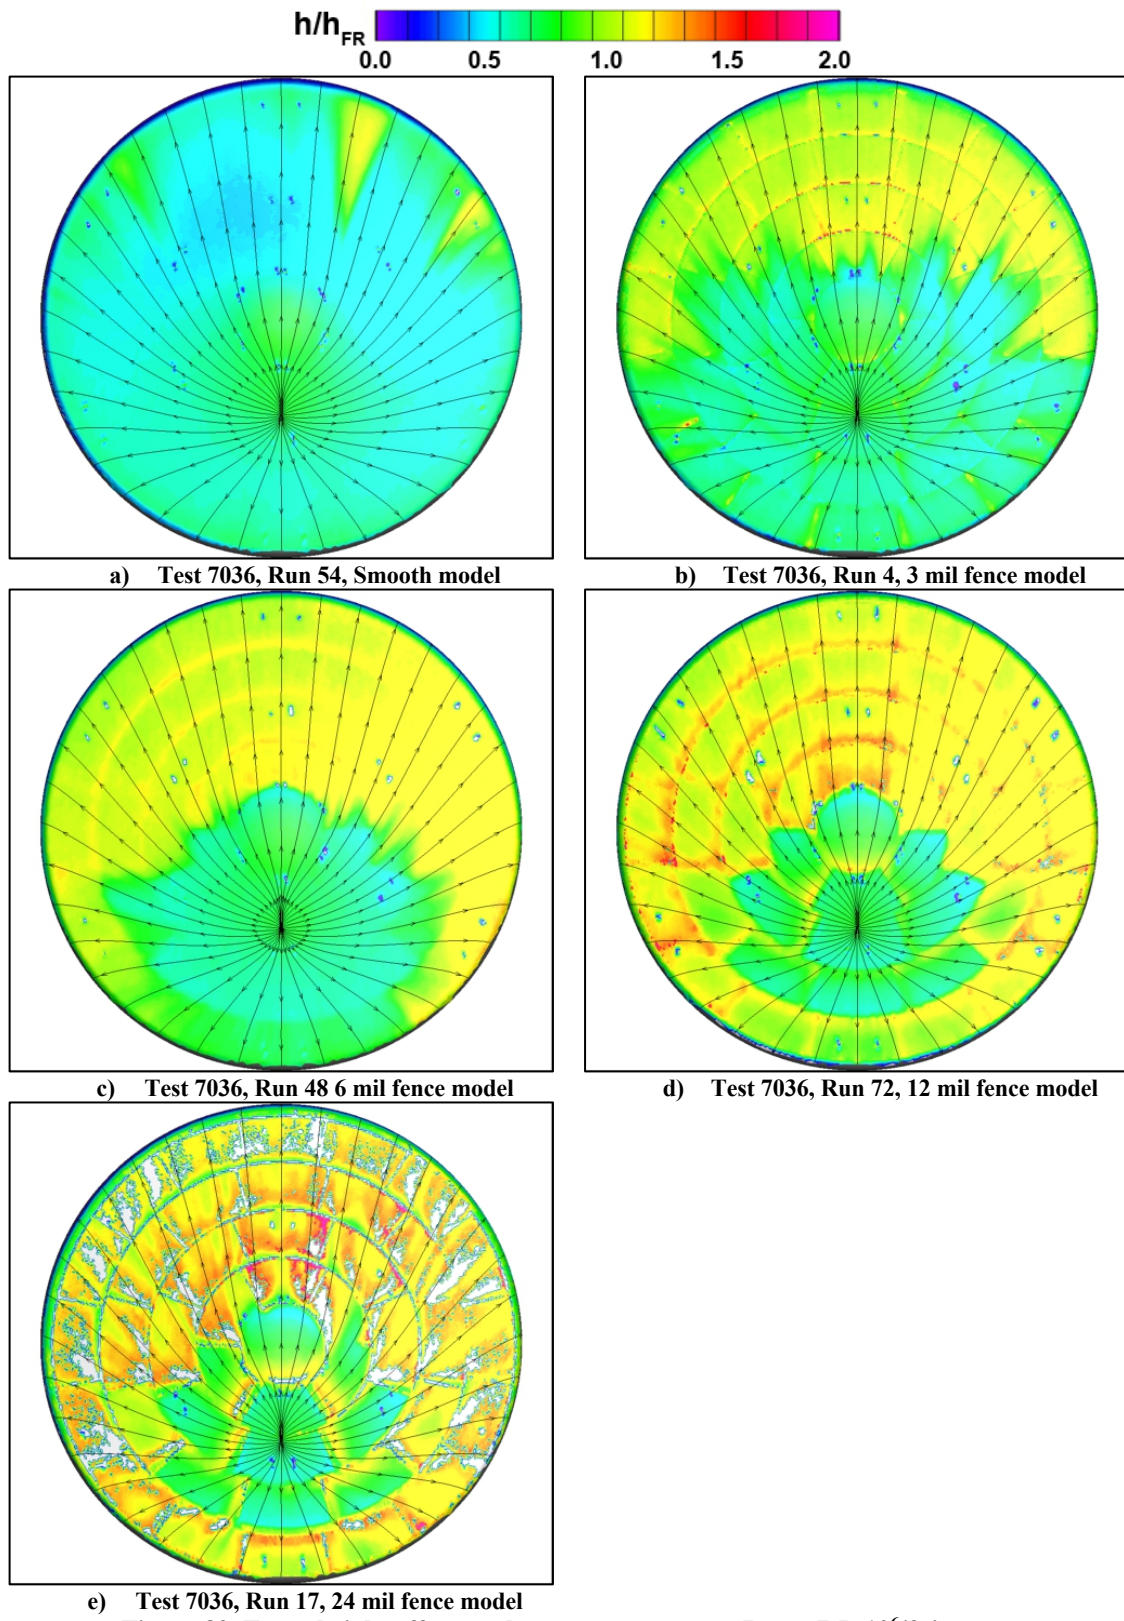 h/hFR
0.0 0.5 1.0 1.5 2.0
a) Test 7036, Run 54, Smooth model
b) Test 7036, Run 4, 3 mil fence model
c) Test 7036, Run 48 6 mil fence model
d) Test 7036, Run 72, 12 mil fence model
e) Test 7036, Run 17, 24 mil fence model